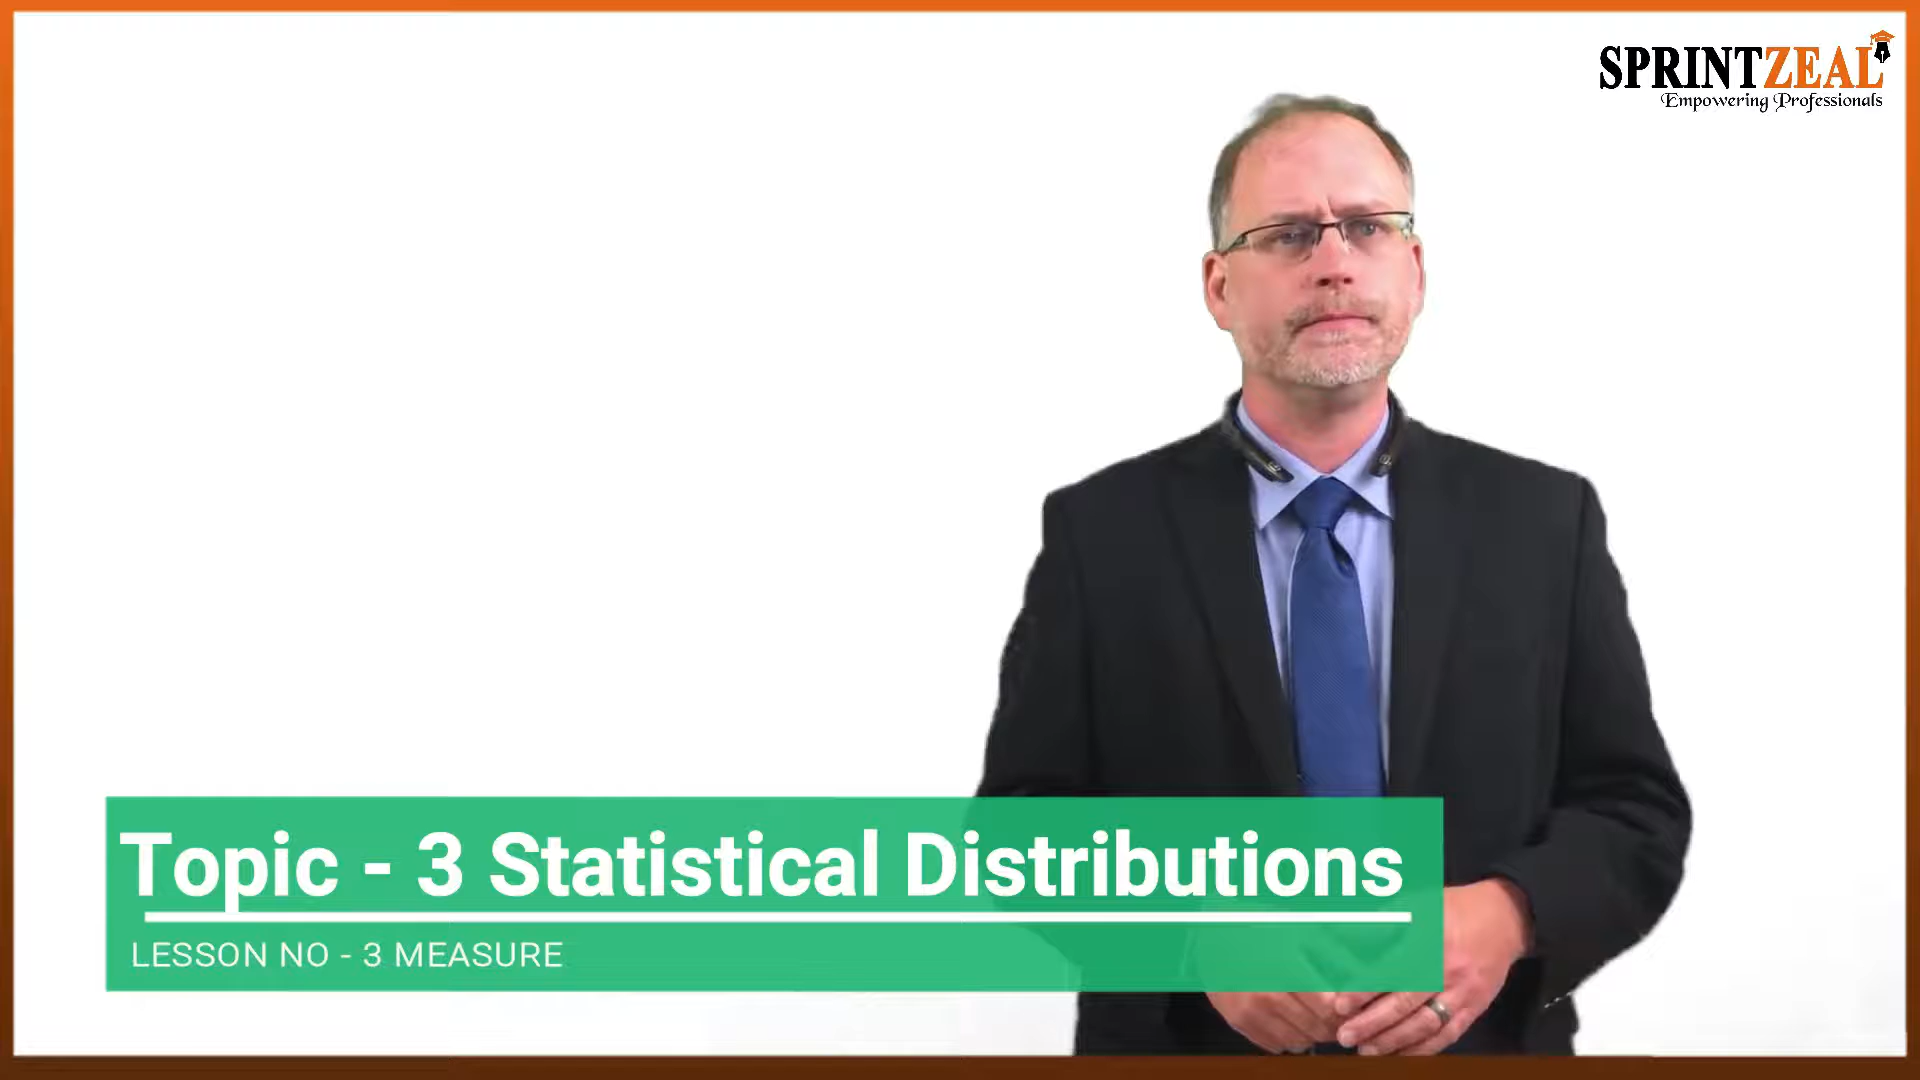 SPRINTZEAL
Empowering Professionals
Topic - 3 Statistical Distributions
LESSON NO - 3 MEASURE